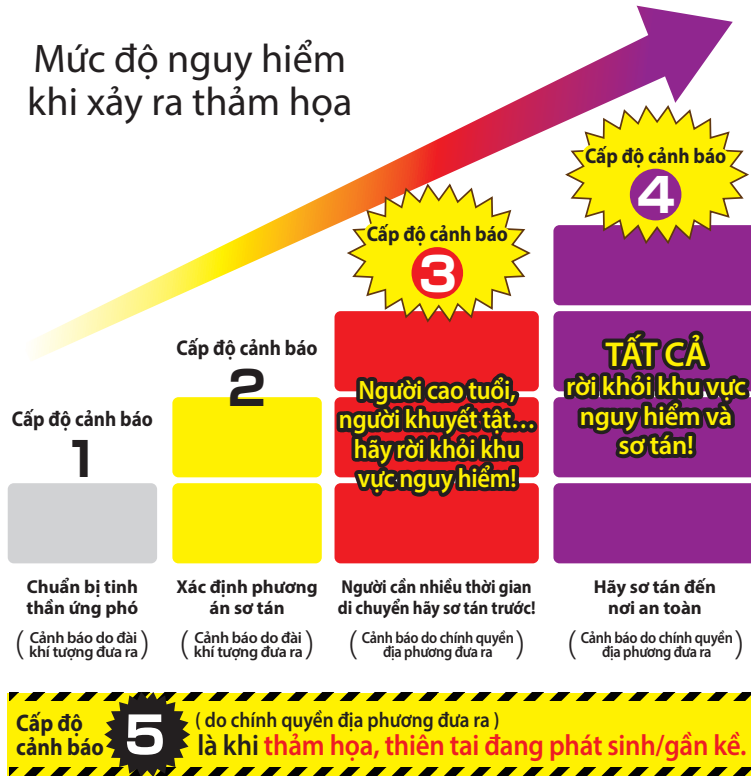 Mức độ nguy hiểm
khi xảy ra thảm họa
Cấp độ cảnh báo
1
Chuẩn bị tinh
thần ứng phó
( Cảnh báo do đài
khí tượng đưa ra )
Cấp độ cảnh báo
2
Xác định phương
án sơ tán
( Cảnh báo do đài
khí tượng đưa ra )
Cấp độ cảnh báo
3
Người cao tuổi,
người khuyết tật…
hãy rời khỏi khu
vực nguy hiểm!
Người cần nhiều thời gian
di chuyển hãy sơ tán trước!
( Cảnh báo do chính quyền
địa phương đưa ra )
Cấp độ cảnh báo
4
TẤT CẢ
rời khỏi khu vực
nguy hiểm và
sơ tán!
Hãy sơ tán đến
nơi an toàn
( Cảnh báo do chính quyền
địa phương đưa ra )
Cấp độ
cảnh báo
5
( do chính quyền địa phương đưa ra )
là khi thảm họa, thiên tai đang phát sinh/gần kề.